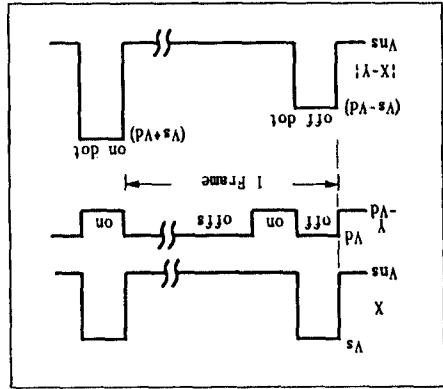 Vs
X
Vns
Vd
off on offs on
Y
-Vd
1 Frame
on dot
(Vs+Vd)
off dot
(Vs-Vd)
|X-Y|
Vns